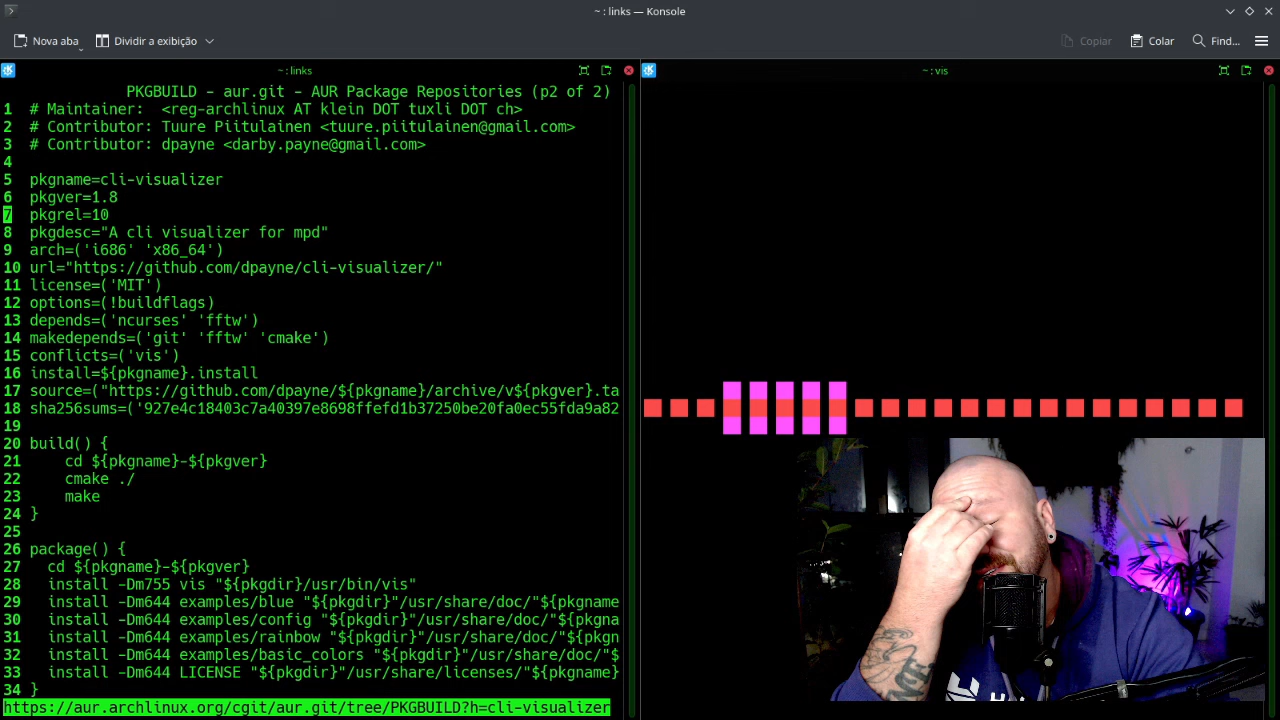 ~ : links — Konsole
Nova aba
Dividir a exibição
Copiar
Colar
Find...
~ : links
PKGBUILD - aur.git - AUR Package Repositories (p2 of 2)
1 # Maintainer:  <reg-archlinux AT klein DOT tuxli DOT ch>
2 # Contributor: Tuure Piitulainen <tuure.piitulainen@gmail.com>
3 # Contributor: dpayne <darby.payne@gmail.com>
4
5 pkgname=cli-visualizer
6 pkgver=1.8
7 pkgrel=10
8 pkgdesc="A cli visualizer for mpd"
9 arch=('i686' 'x86_64')
10 url="https://github.com/dpayne/cli-visualizer/"
11 license=('MIT')
12 options=(!buildflags)
13 depends=('ncurses' 'fftw')
14 makedepends=('git' 'fftw' 'cmake')
15 conflicts=('vis')
16 install=${pkgname}.install
17 source=("https://github.com/dpayne/${pkgname}/archive/v${pkgver}.ta
18 sha256sums=('927e4c18403c7a40397e8698ffefd1b37250be20fa0ec55fda9a82
19
20 build() {
21     cd ${pkgname}-${pkgver}
22     cmake ./
23     make
24 }
25
26 package() {
27   cd ${pkgname}-${pkgver}
28   install -Dm755 vis "${pkgdir}/usr/bin/vis"
29   install -Dm644 examples/blue "${pkgdir}"/usr/share/doc/"${pkgname
30   install -Dm644 examples/config "${pkgdir}"/usr/share/doc/"${pkgna
31   install -Dm644 examples/rainbow "${pkgdir}"/usr/share/doc/"${pkgn
32   install -Dm644 examples/basic_colors "${pkgdir}"/usr/share/doc/"$
33   install -Dm644 LICENSE "${pkgdir}"/usr/share/licenses/"${pkgname}
34 }
https://aur.archlinux.org/cgit/aur.git/tree/PKGBUILD?h=cli-visualizer
~ : vis